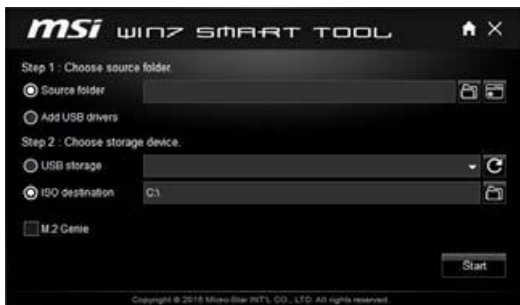 msi WIN7 SMART TOOL
Step 1 : Choose source folder.
Source folder
Add USB drivers
Step 2 : Choose storage device.
USB storage
ISO destination C:\
M.2 Genie
Start
Copyright © 2015 Micro-Star INT'L CO., LTD. All rights reserved.